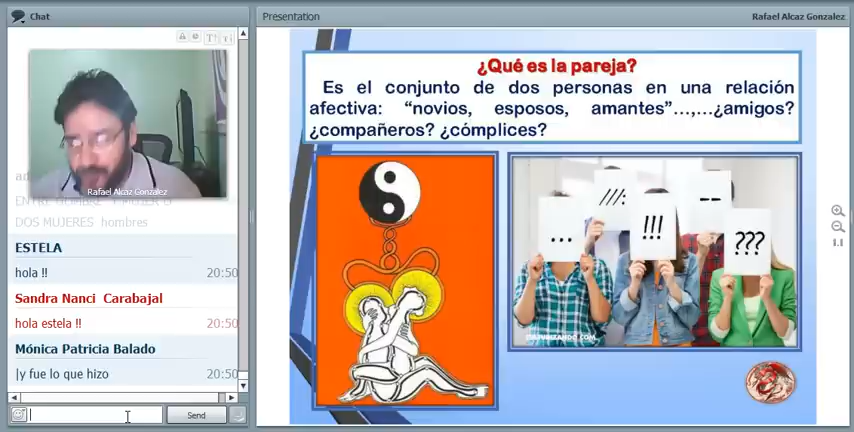 Chat
Rafael Alcaz Gonzalez
ENTRE HOMBRE Y MUJER O
DOS MUJERES hombres
ESTELA
hola !! 20:50
Sandra Nanci Carabajal
hola estela !! 20:50
Mónica Patricia Balado
|y fue lo que hizo 20:50
Send
Presentation
Rafael Alcaz Gonzalez
¿Qué es la pareja?
Es el conjunto de dos personas en una relación
afectiva: “novios, esposos, amantes”...,...¿amigos?
¿compañeros? ¿cómplices?
...
///:
!!!
--
???